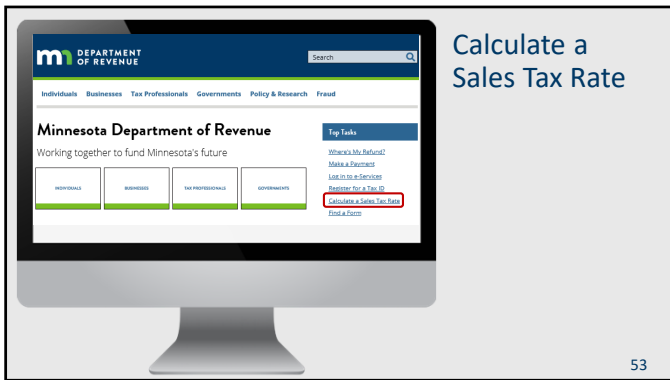 DEPARTMENT
OF REVENUE
Search
Individuals Businesses Tax Professionals Governments Policy & Research Fraud
Minnesota Department of Revenue
Working together to fund Minnesota's future
INDIVIDUALS
BUSINESSES
TAX PROFESSIONALS
GOVERNMENTS
Top Tasks
Where's My Refund?
Make a Payment
Log in to e-Services
Register for a Tax ID
Calculate a Sales Tax Rate
Find a Form
Calculate a
Sales Tax Rate
53